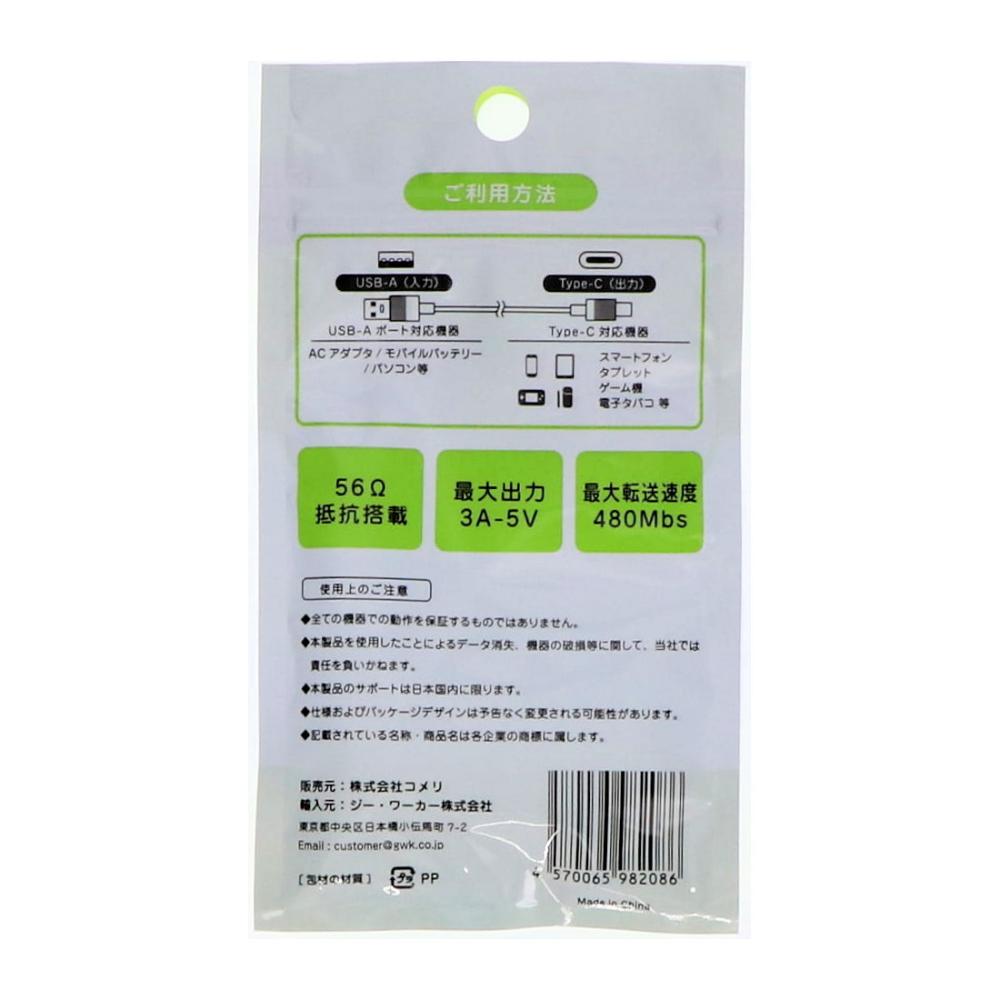 ご利用方法
USB-A（入力）
Type-C（出力）
USB-A ポート対応機器
Type-C 対応機器
AC アダプタ / モバイルバッテリー
/ パソコン等
スマートフォン
タブレット
ゲーム機
電子タバコ 等
56Ω
抵抗搭載
最大出力
3A-5V
最大転送速度
480Mbs
使用上のご注意
◆全ての機器での動作を保証するものではありません。
◆本製品を使用したことによるデータ消失、機器の破損等に関して、当社では
責任を負いかねます。
◆本製品のサポートは日本国内に限ります。
◆仕様およびパッケージデザインは予告なく変更される可能性があります。
◆記載されている名称・商品名は各企業の商標に属します。
販売元：株式会社コメリ
輸入元：ジー・ワーカー株式会社
東京都中央区日本橋小伝馬町 7-2
Email : customer@gwk.co.jp
［包材の材質］ プラ PP
4 570065 982086
Made in China